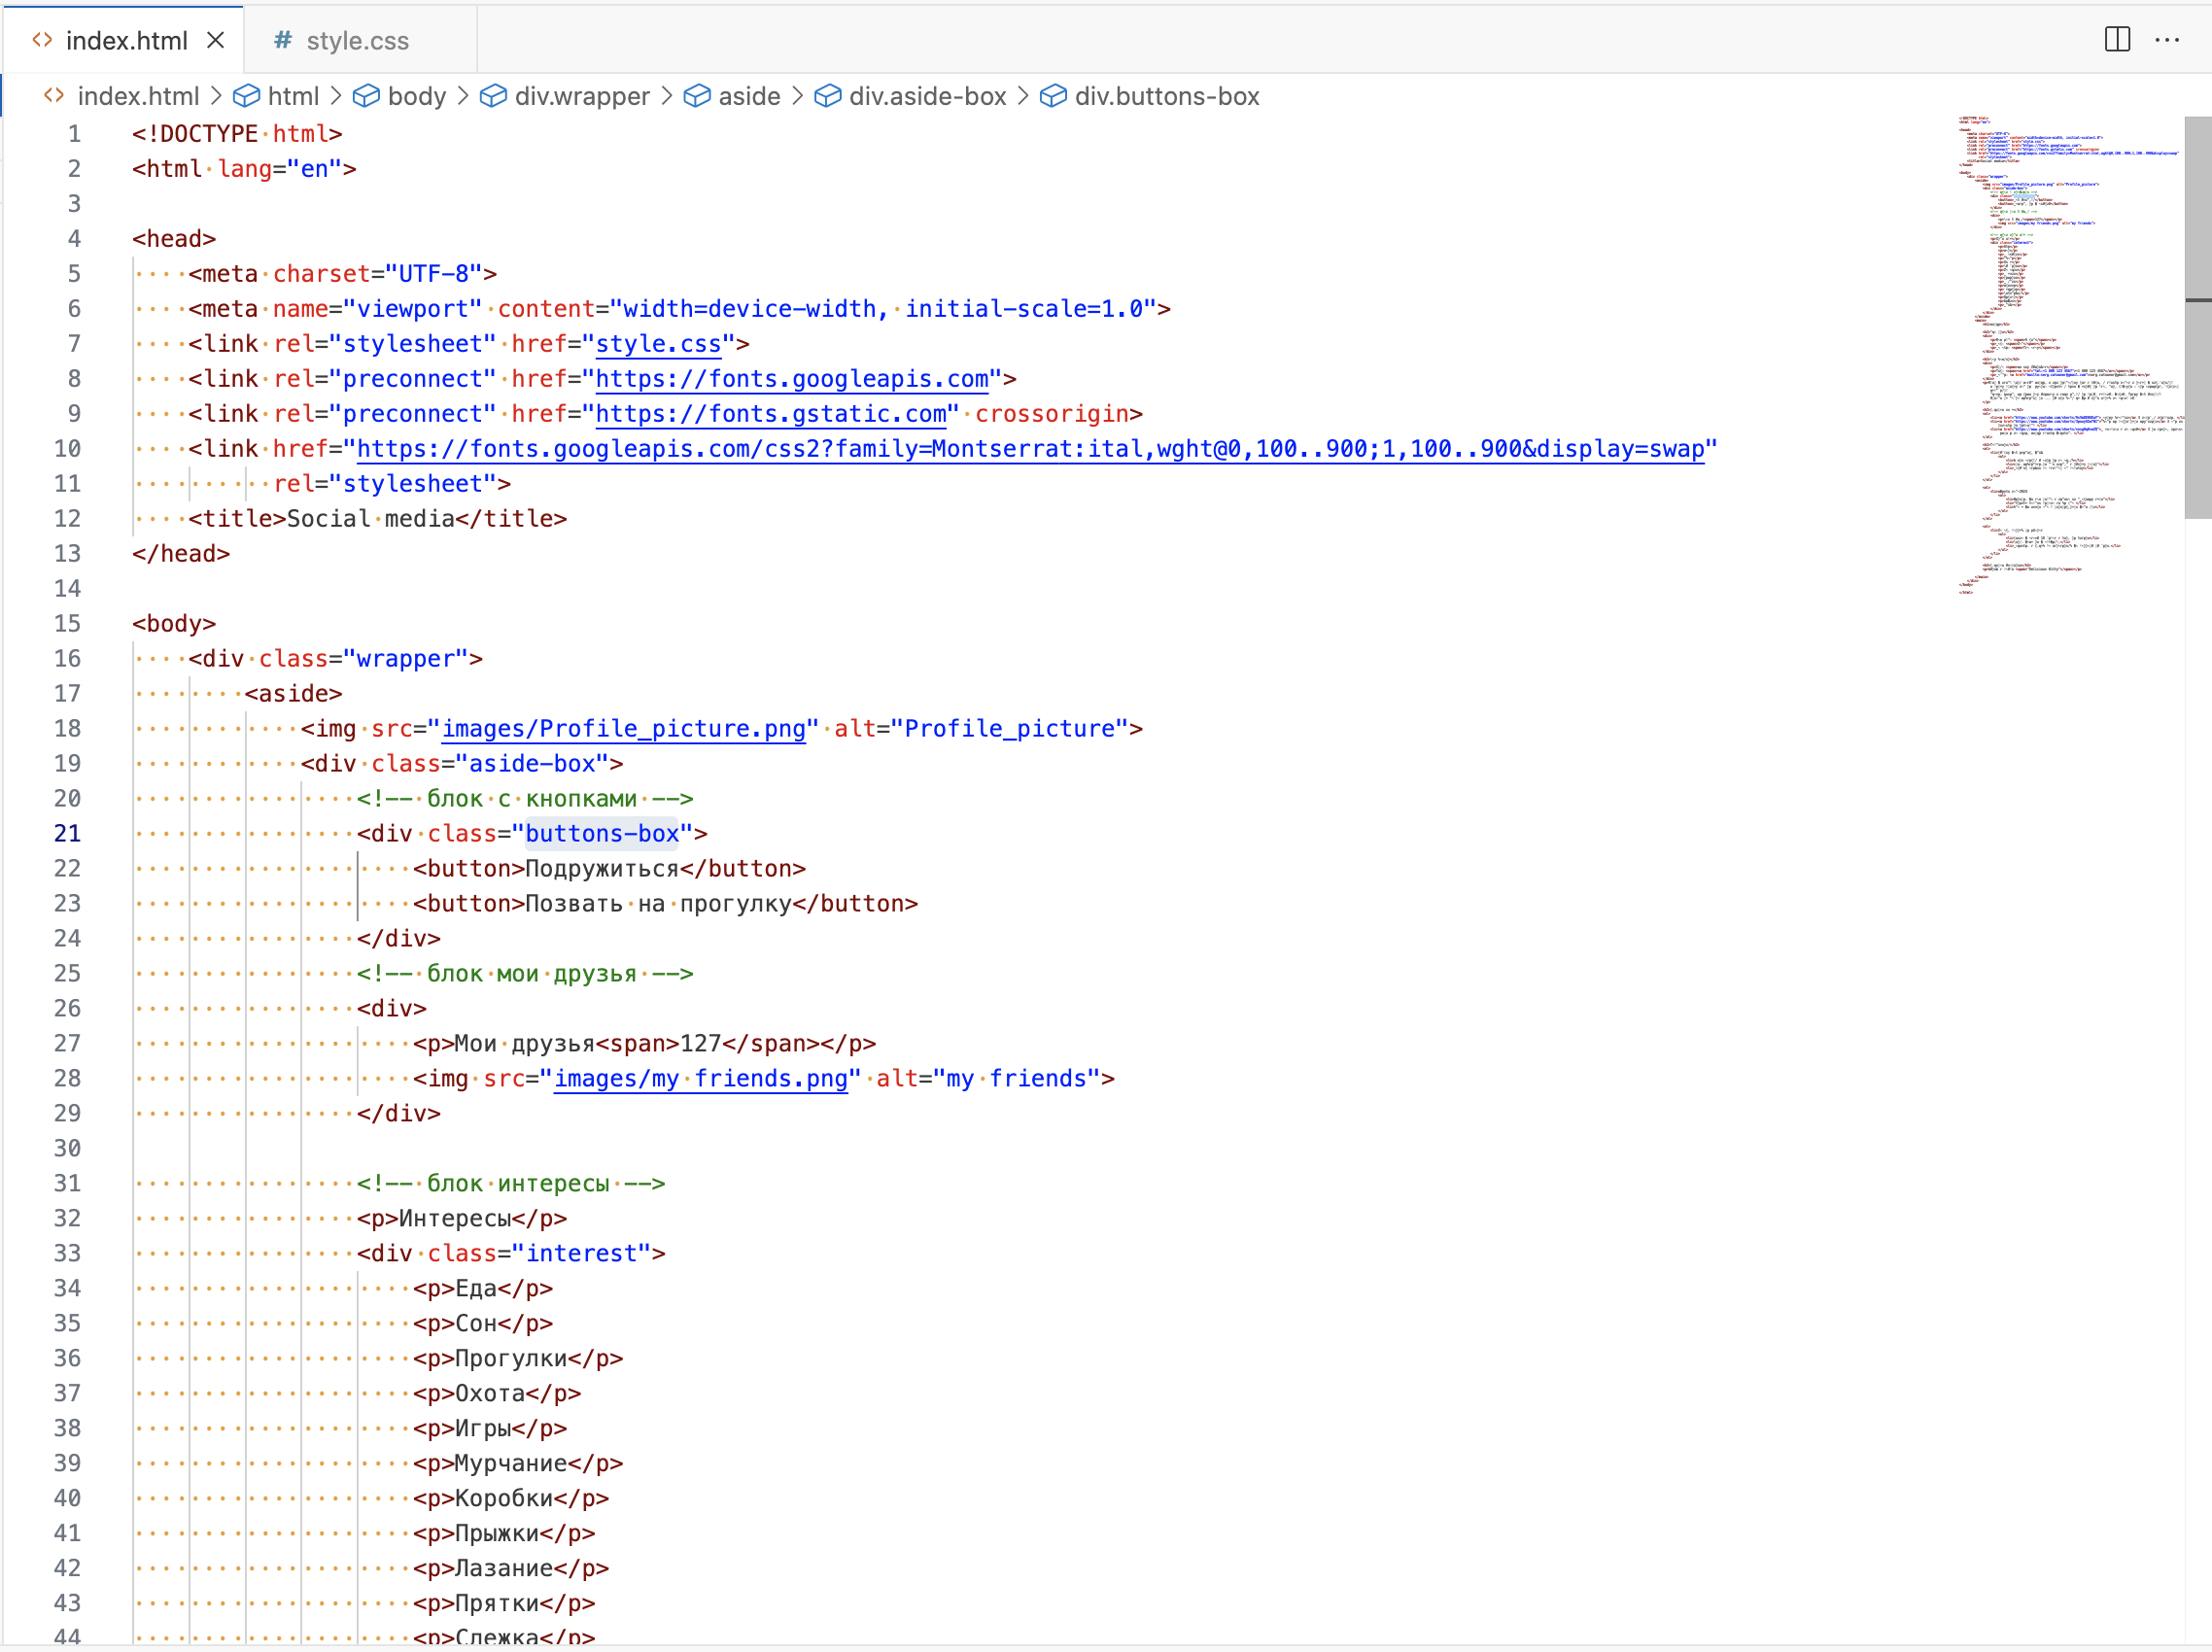 index.html
style.css
index.html > html > body > div.wrapper > aside > div.aside-box > div.buttons-box
1 <!DOCTYPE html>
2 <html lang="en">
3
4 <head>
5 <meta charset="UTF-8">
6 <meta name="viewport" content="width=device-width, initial-scale=1.0">
7 <link rel="stylesheet" href="style.css">
8 <link rel="preconnect" href="https://fonts.googleapis.com">
9 <link rel="preconnect" href="https://fonts.gstatic.com" crossorigin>
10 <link href="https://fonts.googleapis.com/css2?family=Montserrat:ital,wght@0,100..900;1,100..900&display=swap"
11 rel="stylesheet">
12 <title>Social media</title>
13 </head>
14
15 <body>
16 <div class="wrapper">
17 <aside>
18 <img src="images/Profile_picture.png" alt="Profile_picture">
19 <div class="aside-box">
20 <!-- блок с кнопками -->
21 <div class="buttons-box">
22 <button>Подружиться</button>
23 <button>Позвать на прогулку</button>
24 </div>
25 <!-- блок мои друзья -->
26 <div>
27 <p>Мои друзья<span>127</span></p>
28 <img src="images/my friends.png" alt="my friends">
29 </div>
30
31 <!-- блок интересы -->
32 <p>Интересы</p>
33 <div class="interest">
34 <p>Еда</p>
35 <p>Сон</p>
36 <p>Прогулки</p>
37 <p>Охота</p>
38 <p>Игры</p>
39 <p>Мурчание</p>
40 <p>Коробки</p>
41 <p>Прыжки</p>
42 <p>Лазание</p>
43 <p>Прятки</p>
44 <p>Слежка</p>